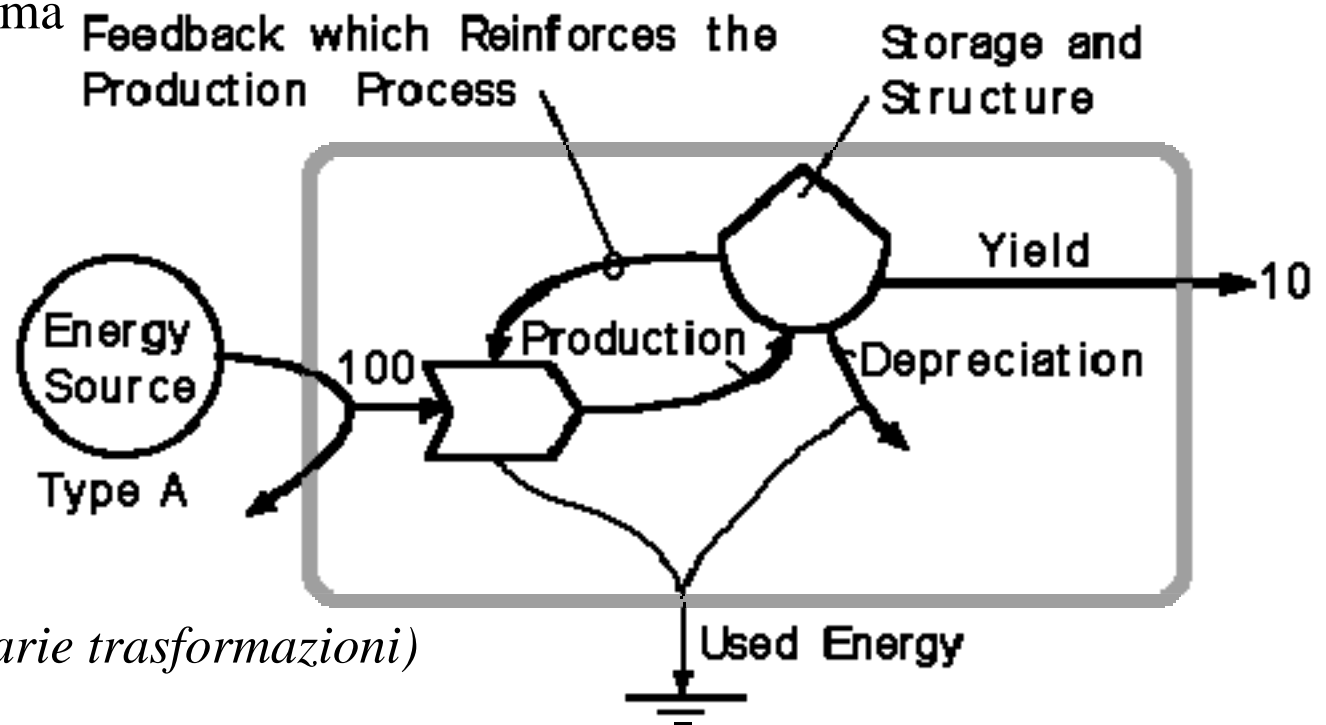 ma
Feedback which Reinforces the
Production Process
Storage and
Structure
Energy
Source
Type A
100
Production
Yield
10
Depreciation
Used Energy
arie trasformazioni)